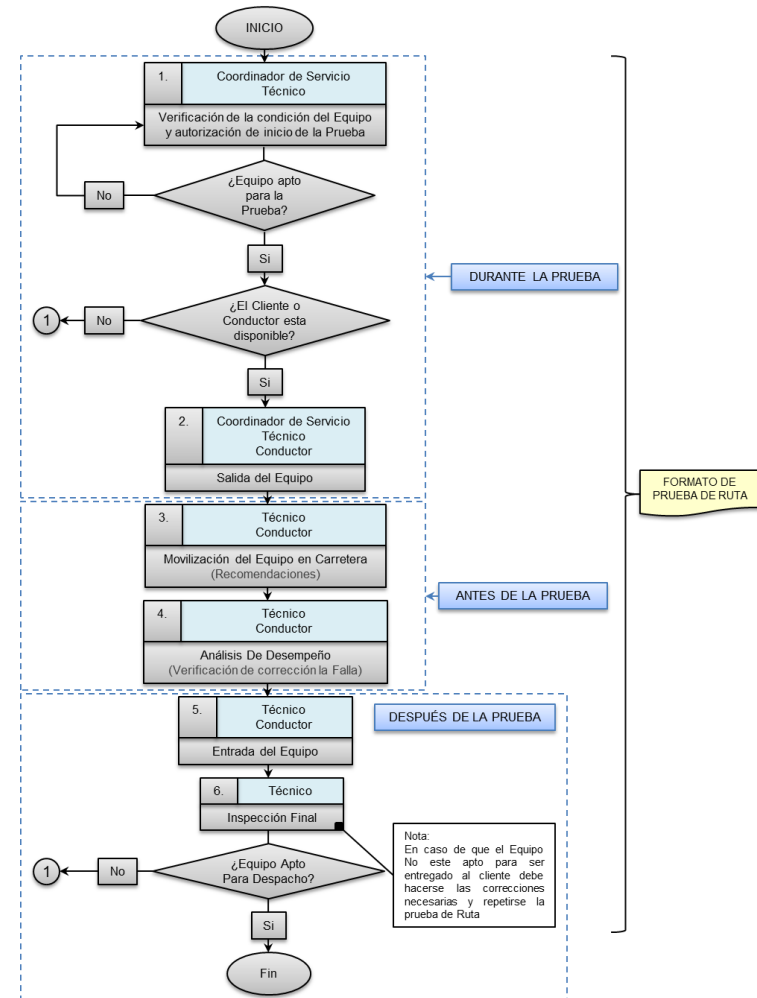 INICIO
1.
Coordinador de Servicio
Técnico
Verificación de la condición del Equipo
y autorización de inicio de la Prueba
¿Equipo apto
para la
Prueba?
No
Si
DURANTE LA PRUEBA
¿El Cliente o
Conductor esta
disponible?
No
1
Si
2.
Coordinador de Servicio
Técnico
Conductor
Salida del Equipo
FORMATO DE
PRUEBA DE RUTA
3.
Técnico
Conductor
Movilización del Equipo en Carretera
(Recomendaciones)
ANTES DE LA PRUEBA
4.
Técnico
Conductor
Análisis De Desempeño
(Verificación de corrección la Falla)
5.
Técnico
Conductor
Entrada del Equipo
DESPUÉS DE LA PRUEBA
6.
Técnico
Inspección Final
Nota:
En caso de que el Equipo
No este apto para ser
entregado al cliente debe
hacerse las correcciones
necesarias y repetirse la
prueba de Ruta
¿Equipo Apto
Para Despacho?
No
1
Si
Fin